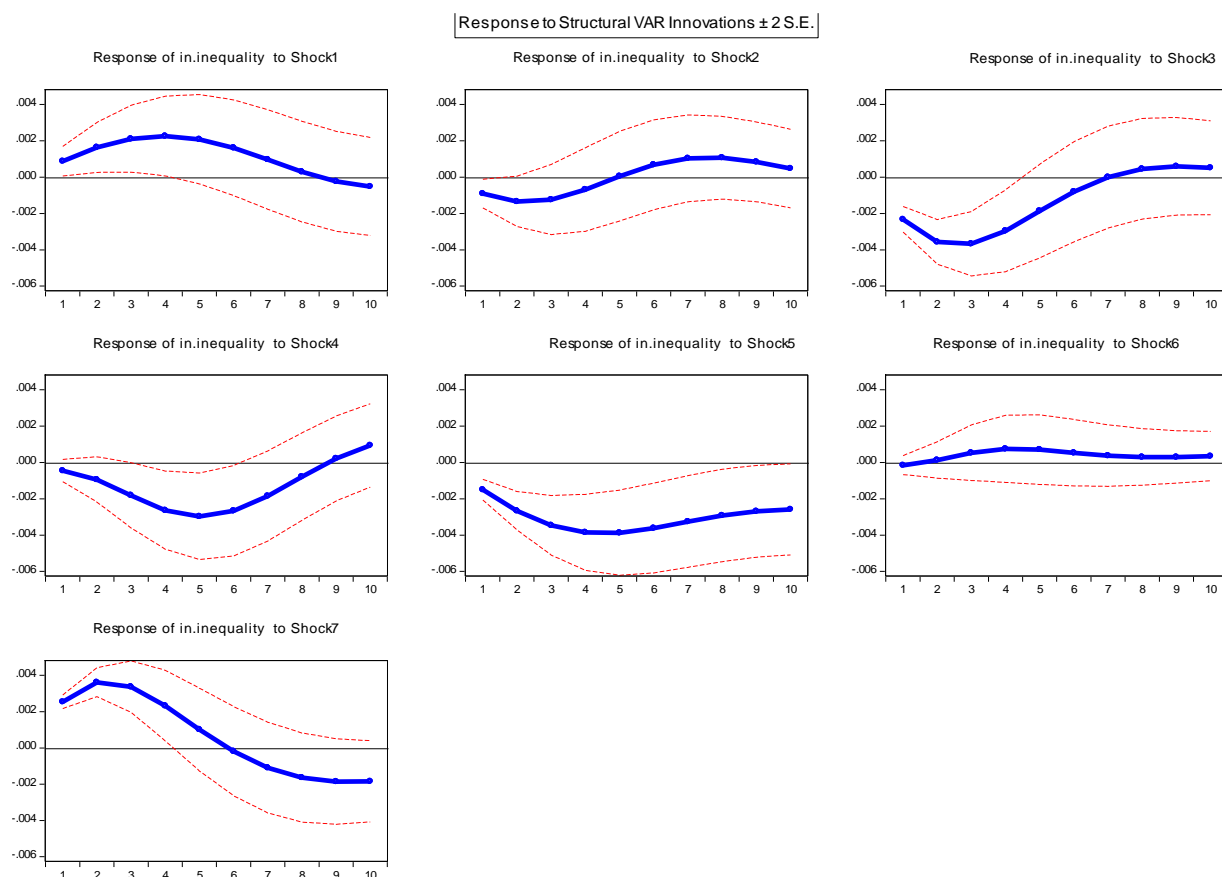 Response to Structural VAR Innovations ± 2 S.E.
Response of in.inequality to Shock1
.004
.002
.000
-.002
-.004
-.006
1 2 3 4 5 6 7 8 9 10
Response of in.inequality to Shock2
.004
.002
.000
-.002
-.004
-.006
1 2 3 4 5 6 7 8 9 10
Response of in.inequality to Shock3
.004
.002
.000
-.002
-.004
-.006
1 2 3 4 5 6 7 8 9 10
Response of in.inequality to Shock4
.004
.002
.000
-.002
-.004
-.006
1 2 3 4 5 6 7 8 9 10
Response of in.inequality to Shock5
.004
.002
.000
-.002
-.004
-.006
1 2 3 4 5 6 7 8 9 10
Response of in.inequality to Shock6
.004
.002
.000
-.002
-.004
-.006
1 2 3 4 5 6 7 8 9 10
Response of in.inequality to Shock7
.004
.002
.000
-.002
-.004
-.006
1 2 3 4 5 6 7 8 9 10